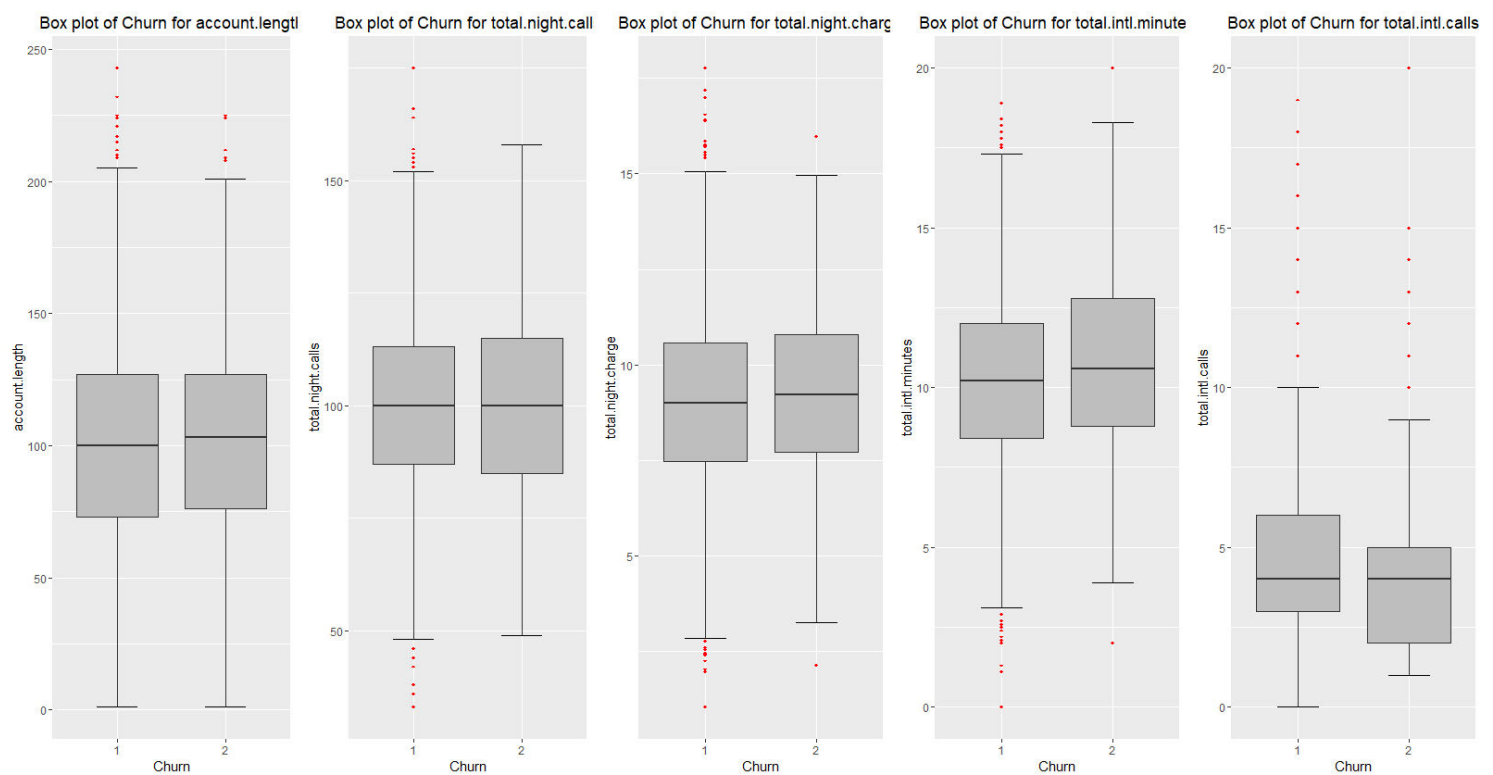 Box plot of Churn for account.lengtl
250
200
150
100
50
0
account.length
1
2
Churn
Box plot of Churn for total.night.call
150
100
50
total.night.calls
1
2
Churn
Box plot of Churn for total.night.charg
15
10
5
total.night.charge
1
2
Churn
Box plot of Churn for total.intl.minute
20
15
10
5
0
total.intl.minutes
1
2
Churn
Box plot of Churn for total.intl.calls
20
15
10
5
0
total.intl.calls
1
2
Churn